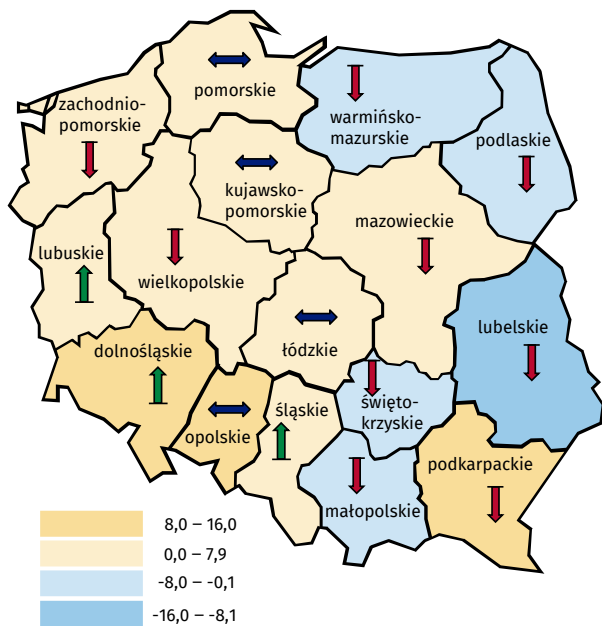 pomorskie
zachodnio-
pomorskie
warmińsko-
mazurskie
podlaskie
kujawsko-
pomorskie
mazowieckie
lubuskie
wielkopolskie
łódzkie
lubelskie
dolnośląskie
opolskie
śląskie
święto-
krzyskie
podkarpackie
małopolskie
8,0 – 16,0
0,0 – 7,9
-8,0 – -0,1
-16,0 – -8,1